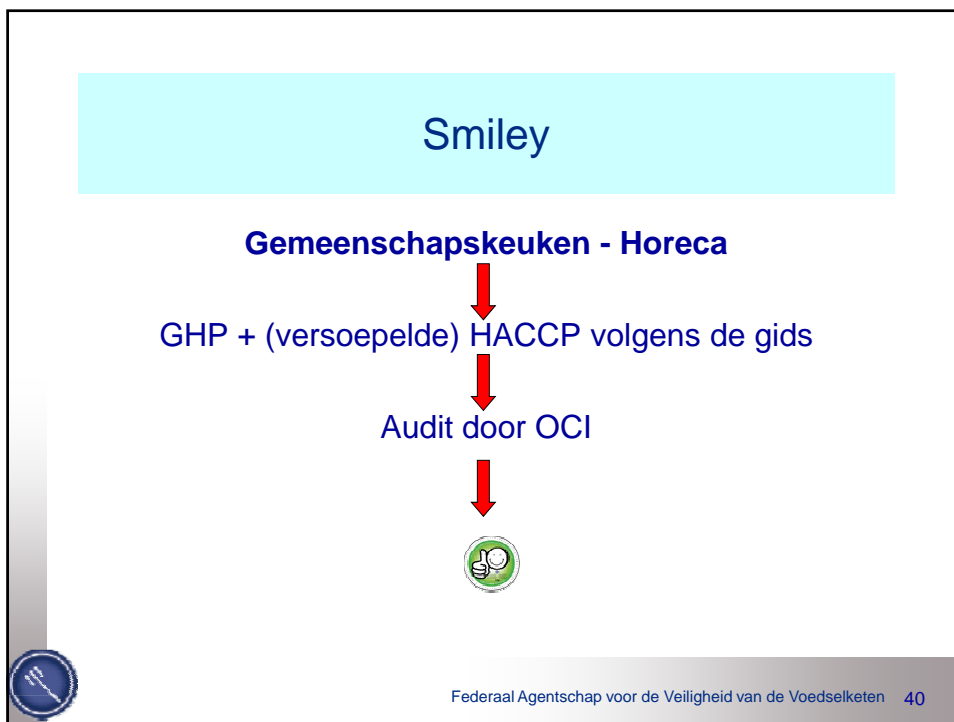 Smiley
Gemeenschapskeuken - Horeca
GHP + (versoepelde) HACCP volgens de gids
Audit door OCI
Federaal Agentschap voor de Veiligheid van de Voedselketen 40